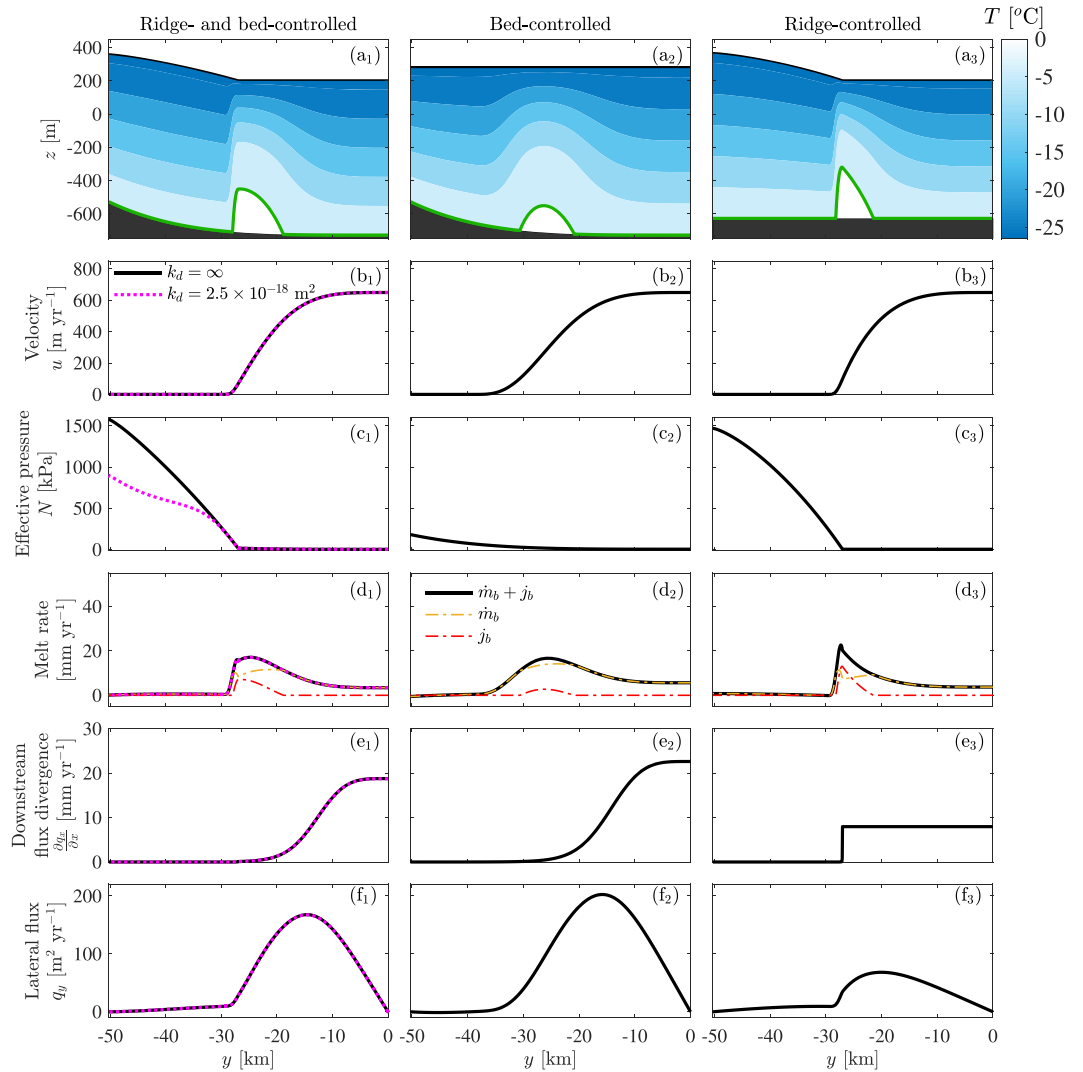 Ridge- and bed-controlled
Bed-controlled
Ridge-controlled
T [°C]
(a₁)
(a₂)
(a₃)
400
200
0
-200
-400
-600
z [m]
0
-5
-10
-15
-20
-25
(b₁)
(b₂)
(b₃)
k_d = ∞
k_d = 2.5 × 10⁻¹⁸ m²
800
600
400
200
0
Velocity
u [m yr⁻¹]
(c₁)
(c₂)
(c₃)
1500
1000
500
0
Effective pressure
N [kPa]
(d₁)
(d₂)
(d₃)
ṁ_b + j_b
ṁ_b
j_b
40
20
0
Melt rate
[mm yr⁻¹]
(e₁)
(e₂)
(e₃)
30
20
10
0
Downstream
flux divergence
∂q_x/∂x [mm yr⁻¹]
(f₁)
(f₂)
(f₃)
200
100
0
Lateral flux
q_y [m² yr⁻¹]
-50 -40 -30 -20 -10 0
-50 -40 -30 -20 -10 0
-50 -40 -30 -20 -10 0
y [km]
y [km]
y [km]